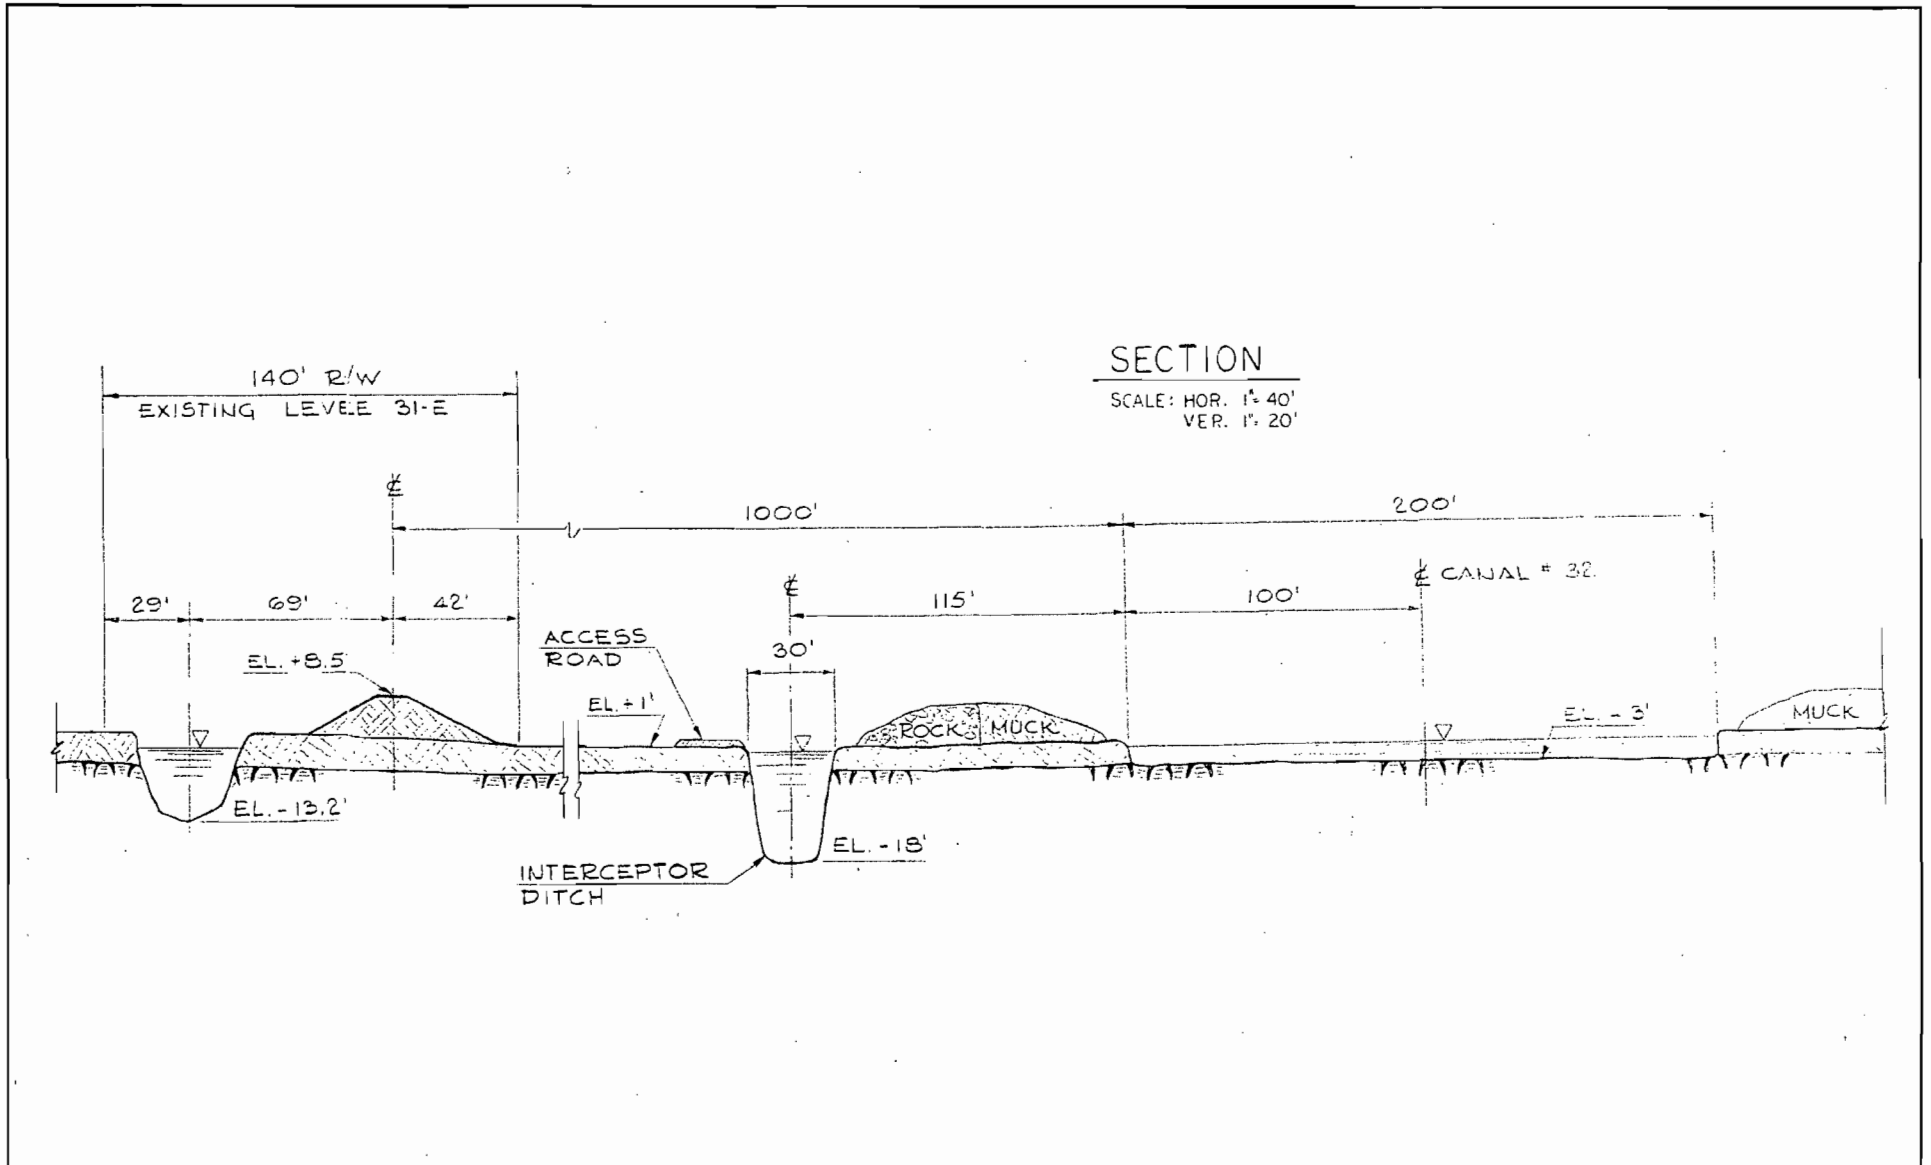 SECTION
SCALE: HOR. 1"= 40'
VER. 1"= 20'
140' R/W
EXISTING LEVEE 31-E
℄
1000'
200'
℄
℄ CANAL # 32
29'
69'
42'
115'
100'
ACCESS
ROAD
30'
EL. +8.5'
EL. + 1'
ROCK
MUCK
EL. - 3'
MUCK
EL. - 13.2'
EL. - 18'
INTERCEPTOR
DITCH